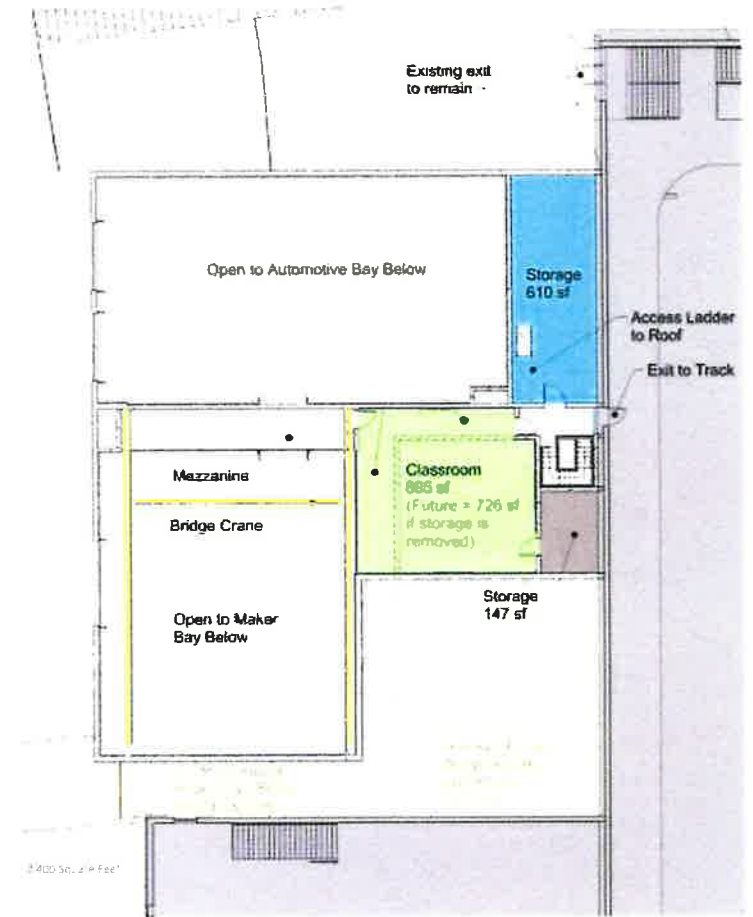 Existing exit
to remain
Open to Automotive Bay Below
Storage
610 sf
Access Ladder
to Roof
Exit to Track
Mezzanine
Classroom
sf
(Future = 726 sf
if storage is
removed)
Bridge Crane
Open to Maker
Bay Below
Storage
147 sf
Square Feet